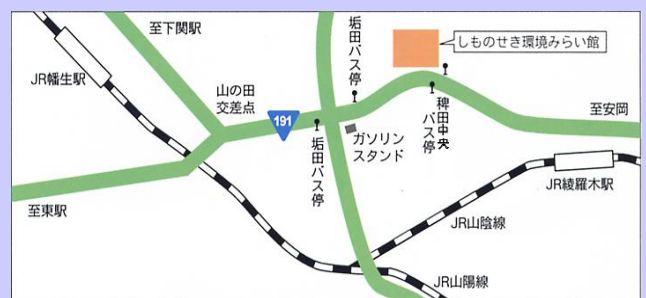 至下関駅
JR幡生駅
山の田
交差点
191
垢田バス停
垢田バス停
しものせき環境みらい館
稗田中央
バス停
ガソリン
スタンド
至安岡
JR綾羅木駅
至東駅
JR山陰線
JR山陽線